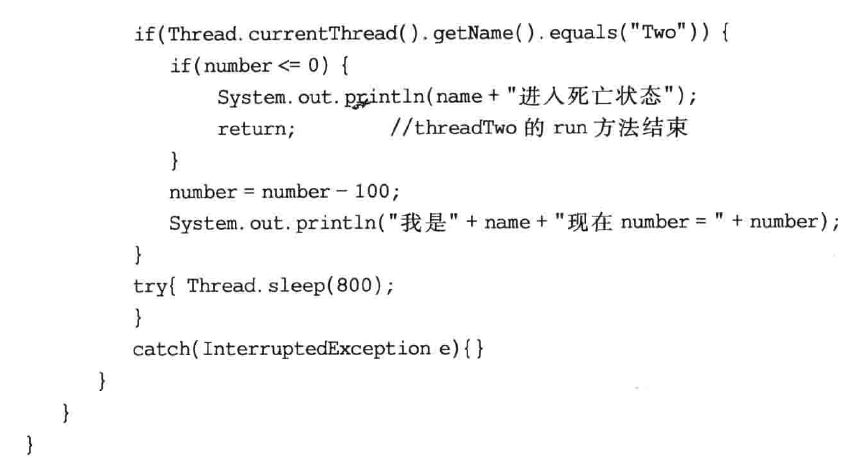 if(Thread.currentThread().getName().equals("Two")) {
if(number <= 0) {
System.out.println(name + "进入死亡状态");
return; //threadTwo 的 run 方法结束
}
number = number - 100;
System.out.println("我是" + name + "现在 number = " + number);
}
try{ Thread.sleep(800);
}
catch(InterruptedException e){}
}
}
}